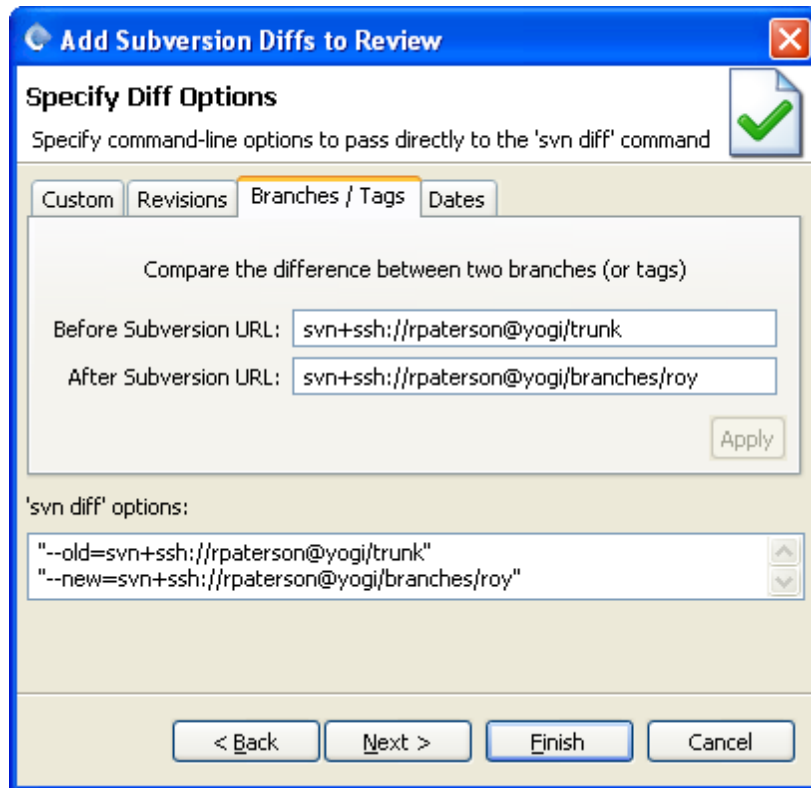 Add Subversion Diffs to Review
Specify Diff Options
Specify command-line options to pass directly to the 'svn diff' command
Custom Revisions Branches / Tags Dates
Compare the difference between two branches (or tags)
Before Subversion URL: svn+ssh://rpaterson@yogi/trunk
After Subversion URL: svn+ssh://rpaterson@yogi/branches/roy
Apply
'svn diff' options:
"--old=svn+ssh://rpaterson@yogi/trunk"
"--new=svn+ssh://rpaterson@yogi/branches/roy"
< Back Next > Finish Cancel